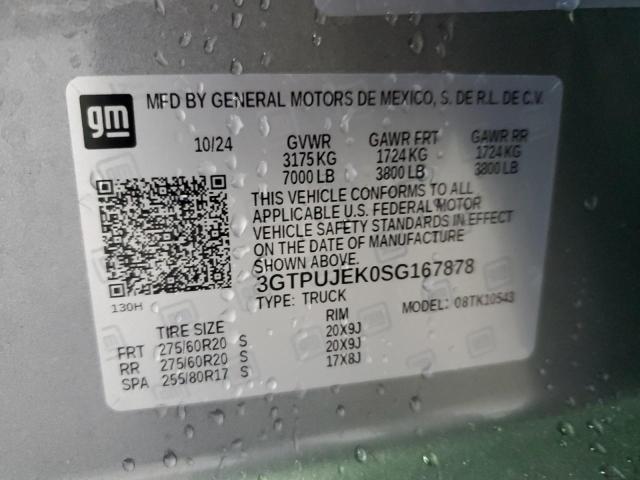 gm
MFD BY GENERAL MOTORS DE MEXICO, S. DE R.L. DE C.V.
10/24
GVWR GAWR FRT GAWR RR
3175 KG 1724 KG 1724 KG
7000 LB 3800 LB 3800 LB
THIS VEHICLE CONFORMS TO ALL
APPLICABLE U.S. FEDERAL MOTOR
VEHICLE SAFETY STANDARDS IN EFFECT
ON THE DATE OF MANUFACTURE
SHOWN ABOVE.
3GTPUJEK0SG167878
130H
TYPE: TRUCK MODEL: 08TK10543
TIRE SIZE RIM
FRT 275/60R20 S 20X9J
RR 275/60R20 S 20X9J
SPA 255/80R17 S 17X8J